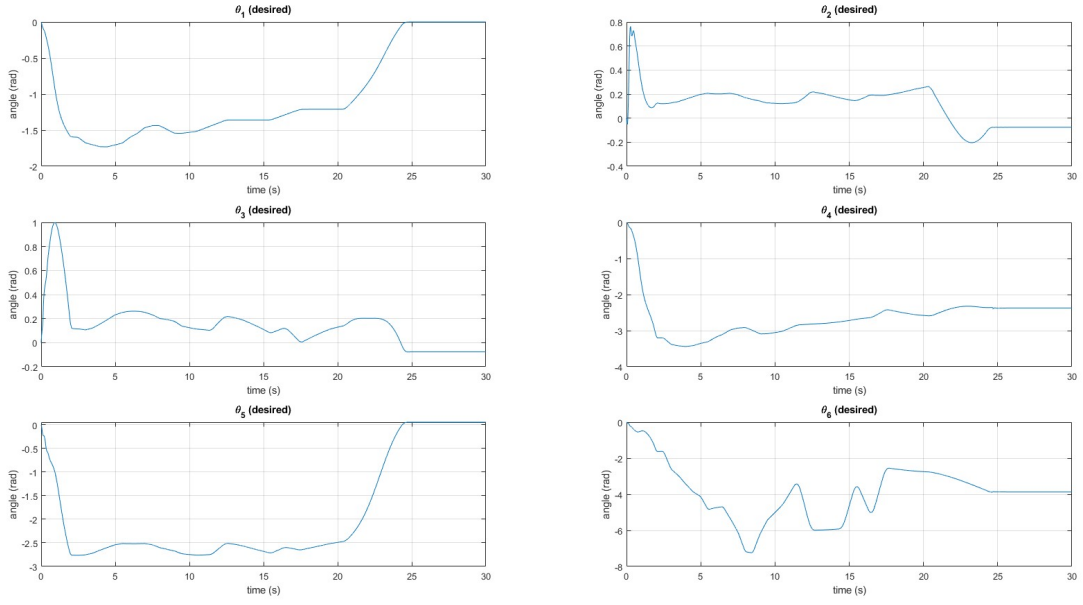 θ1 (desired)
angle (rad)
0
-0.5
-1
-1.5
-2
0 5 10 15 20 25 30
time (s)
θ2 (desired)
angle (rad)
0.8
0.6
0.4
0.2
0
-0.2
-0.4
0 5 10 15 20 25 30
time (s)
θ3 (desired)
angle (rad)
1
0.8
0.6
0.4
0.2
0
-0.2
0 5 10 15 20 25 30
time (s)
θ4 (desired)
angle (rad)
0
-1
-2
-3
-4
0 5 10 15 20 25 30
time (s)
θ5 (desired)
angle (rad)
0
-0.5
-1
-1.5
-2
-2.5
-3
0 5 10 15 20 25 30
time (s)
θ6 (desired)
angle (rad)
0
-2
-4
-6
-8
0 5 10 15 20 25 30
time (s)